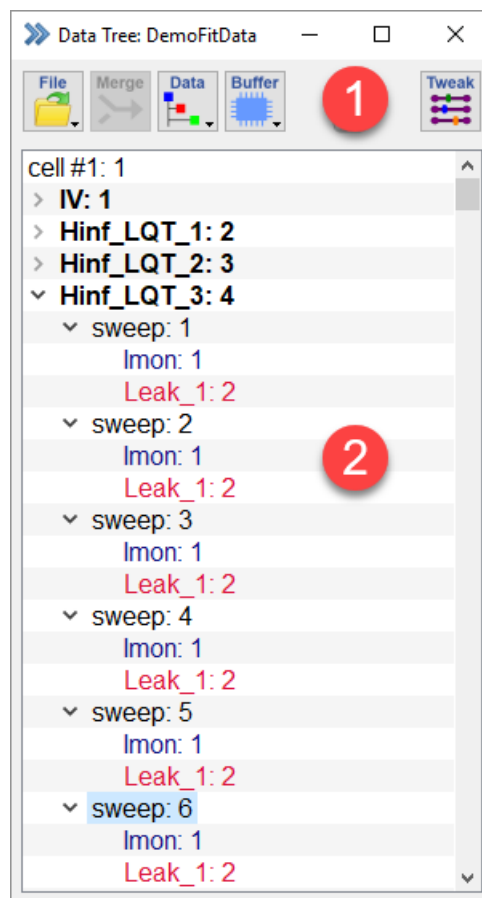 Data Tree: DemoFitData
File Merge Data Buffer 1 Tweak
cell #1: 1
IV: 1
Hinf_LQT_1: 2
Hinf_LQT_2: 3
Hinf_LQT_3: 4
sweep: 1
Imon: 1
Leak_1: 2
sweep: 2
Imon: 1
2
Leak_1: 2
sweep: 3
Imon: 1
Leak_1: 2
sweep: 4
Imon: 1
Leak_1: 2
sweep: 5
Imon: 1
Leak_1: 2
sweep: 6
Imon: 1
Leak_1: 2